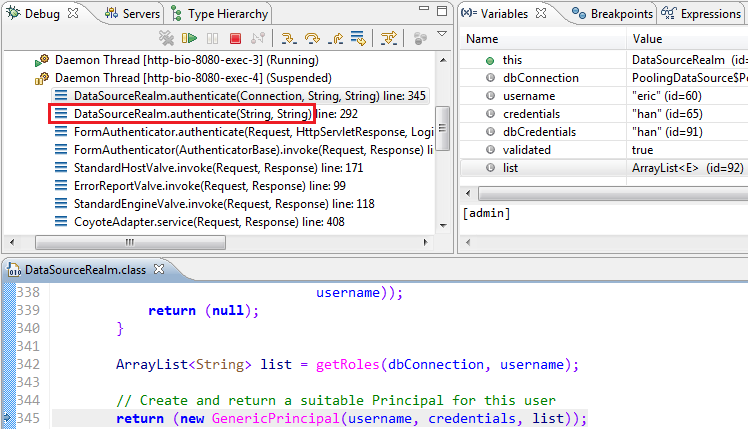 Debug Servers Type Hierarchy
Daemon Thread [http-bio-8080-exec-3] (Running)
Daemon Thread [http-bio-8080-exec-4] (Suspended)
DataSourceRealm.authenticate(Connection, String, String) line: 345
DataSourceRealm.authenticate(String, String) line: 292
FormAuthenticator.authenticate(Request, HttpServletResponse, Logi
FormAuthenticator(AuthenticatorBase).invoke(Request, Response) li
StandardHostValve.invoke(Request, Response) line: 171
ErrorReportValve.invoke(Request, Response) line: 99
StandardEngineValve.invoke(Request, Response) line: 118
CoyoteAdapter.service(Request, Response) line: 408
Variables Breakpoints Expressions
Name Value
this DataSourceRealm (id=
dbConnection PoolingDataSource$Po
username "eric" (id=60)
credentials "han" (id=65)
dbCredentials "han" (id=91)
validated true
list ArrayList<E> (id=92)
[admin]
DataSourceRealm.class
338 username));
339 return (null);
340 }
341
342 ArrayList<String> list = getRoles(dbConnection, username);
343
344 // Create and return a suitable Principal for this user
345 return (new GenericPrincipal(username, credentials, list));